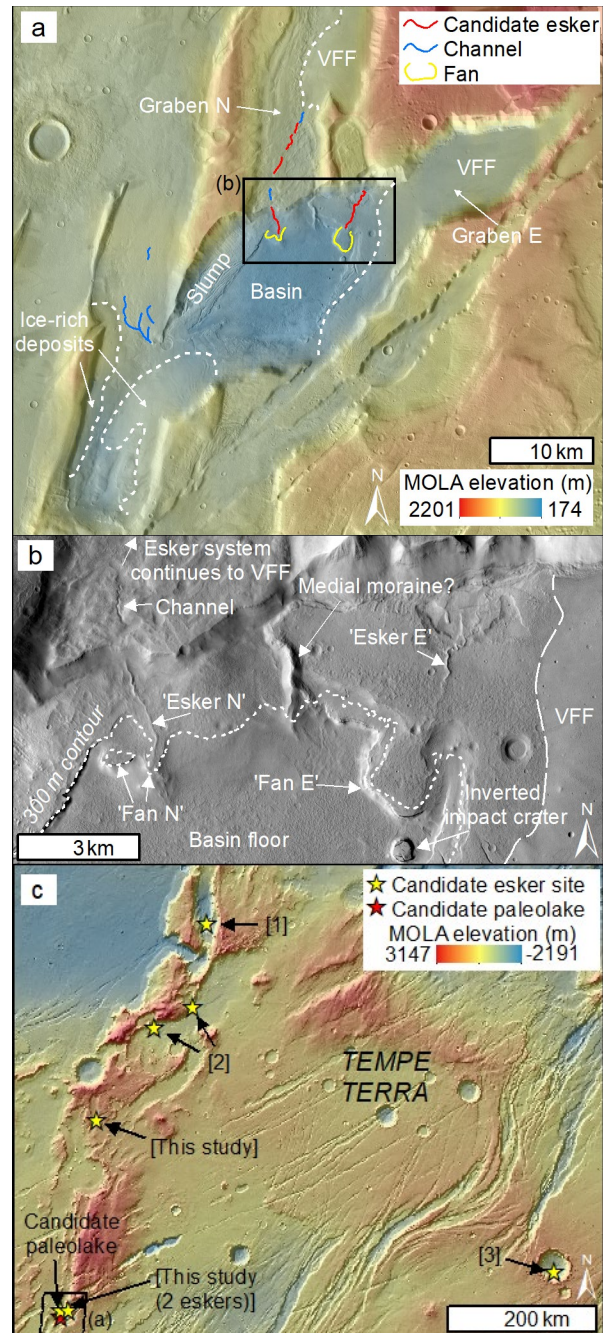 a
Candidate esker
Channel
Fan
VFF
Graben N
(b)
VFF
Graben E
Slump
Basin
Ice-rich
deposits
10 km
N
MOLA elevation (m)
2201
174
b
Esker system
continues to VFF
Channel
Medial moraine?
'Esker E'
'Esker N'
VFF
300 m contour
'Fan N'
'Fan E'
Inverted
impact crater
Basin floor
3 km
N
c
Candidate esker site
Candidate paleolake
MOLA elevation (m)
3147
-2191
[1]
[2]
TEMPE
TERRA
[This study]
Candidate
paleolake
[This study
(2 eskers)]
(a)
[3]
N
200 km